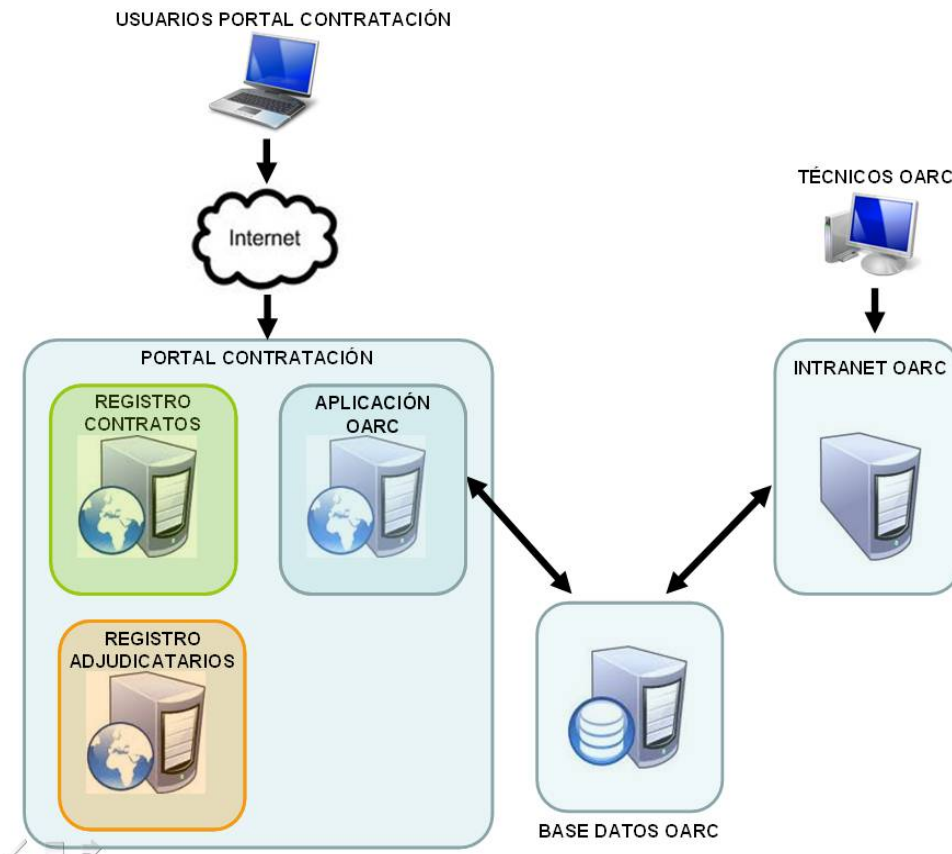 USUARIOS PORTAL CONTRATACIÓN
Internet
TÉCNICOS OARC
PORTAL CONTRATACIÓN
REGISTRO
CONTRATOS
APLICACIÓN
OARC
INTRANET OARC
REGISTRO
ADJUDICATARIOS
BASE DATOS OARC